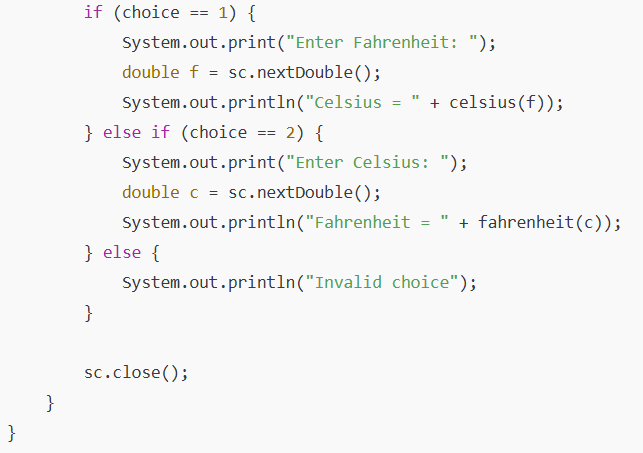 if (choice == 1) {
System.out.print("Enter Fahrenheit: ");
double f = sc.nextDouble();
System.out.println("Celsius = " + celsius(f));
} else if (choice == 2) {
System.out.print("Enter Celsius: ");
double c = sc.nextDouble();
System.out.println("Fahrenheit = " + fahrenheit(c));
} else {
System.out.println("Invalid choice");
}
sc.close();
}
}